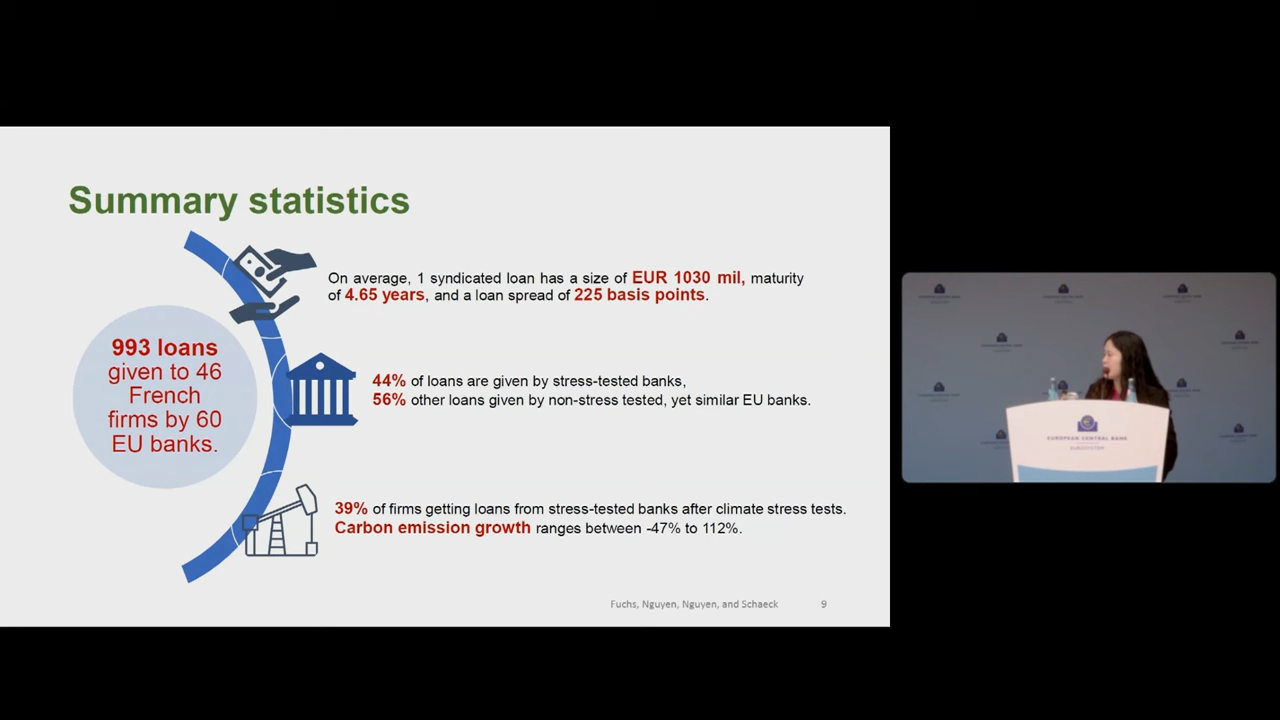 Summary statistics
On average, 1 syndicated loan has a size of EUR 1030 mil, maturity
of 4.65 years, and a loan spread of 225 basis points.
993 loans
given to 46
French
firms by 60
EU banks.
44% of loans are given by stress-tested banks,
56% other loans given by non-stress tested, yet similar EU banks.
39% of firms getting loans from stress-tested banks after climate stress tests.
Carbon emission growth ranges between -47% to 112%.
Fuchs, Nguyen, Nguyen, and Schaeck
9
EUROPEAN CENTRAL BANK